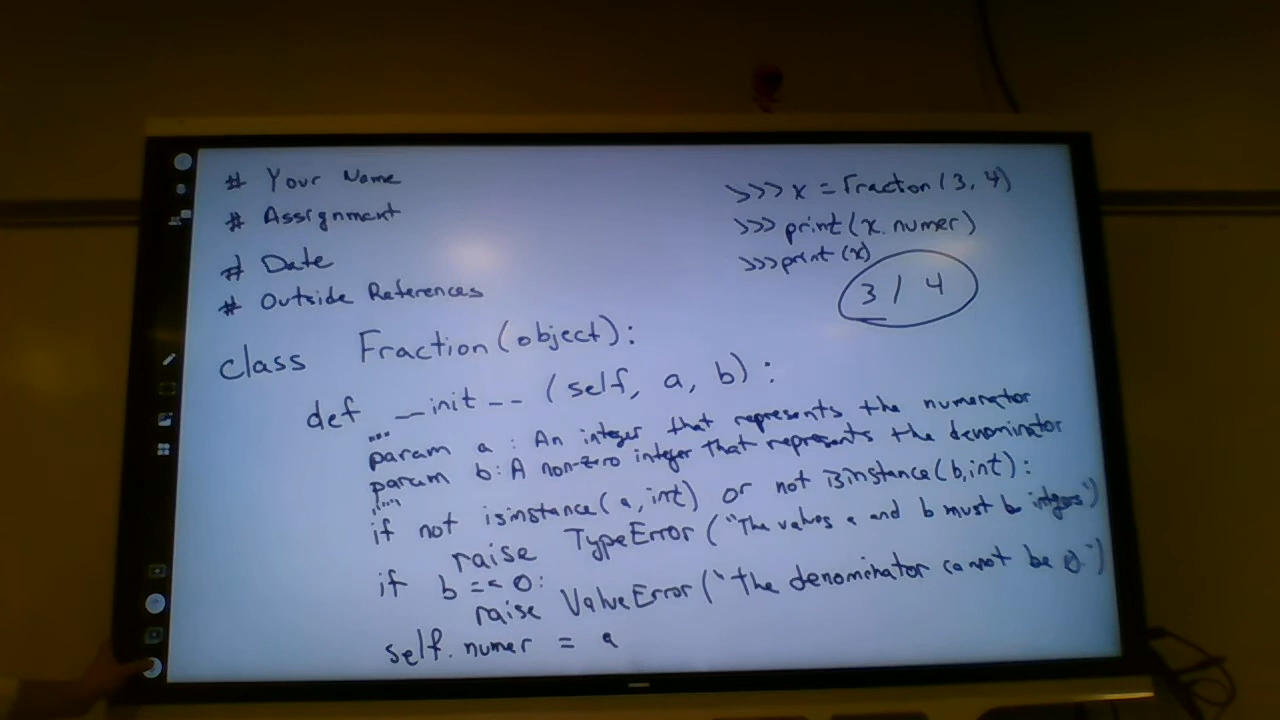 # Your Name
# Assignment
# Date
# Outside References
>>> x = Fracton (3, 4)
>>> print (x. numer)
>>> print (x)
3 / 4
class Fraction (object):
def __init__ (self, a, b):
"""
param a : An integer that represents the numerator
param b : A non-zero integer that represents the denominator
"""
if not isinstance (a, int) or not isinstance (b, int):
raise TypeError ("The values a and b must be integers")
if b == 0:
raise ValueError ("The denominator cannot be 0")
self. numer = a